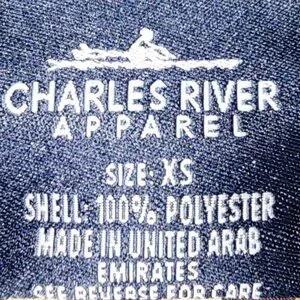 CHARLES RIVER
APPAREL
SIZE: XS
SHELL: 100% POLYESTER
MADE IN UNITED ARAB
EMIRATES
SEE REVERSE FOR CARE